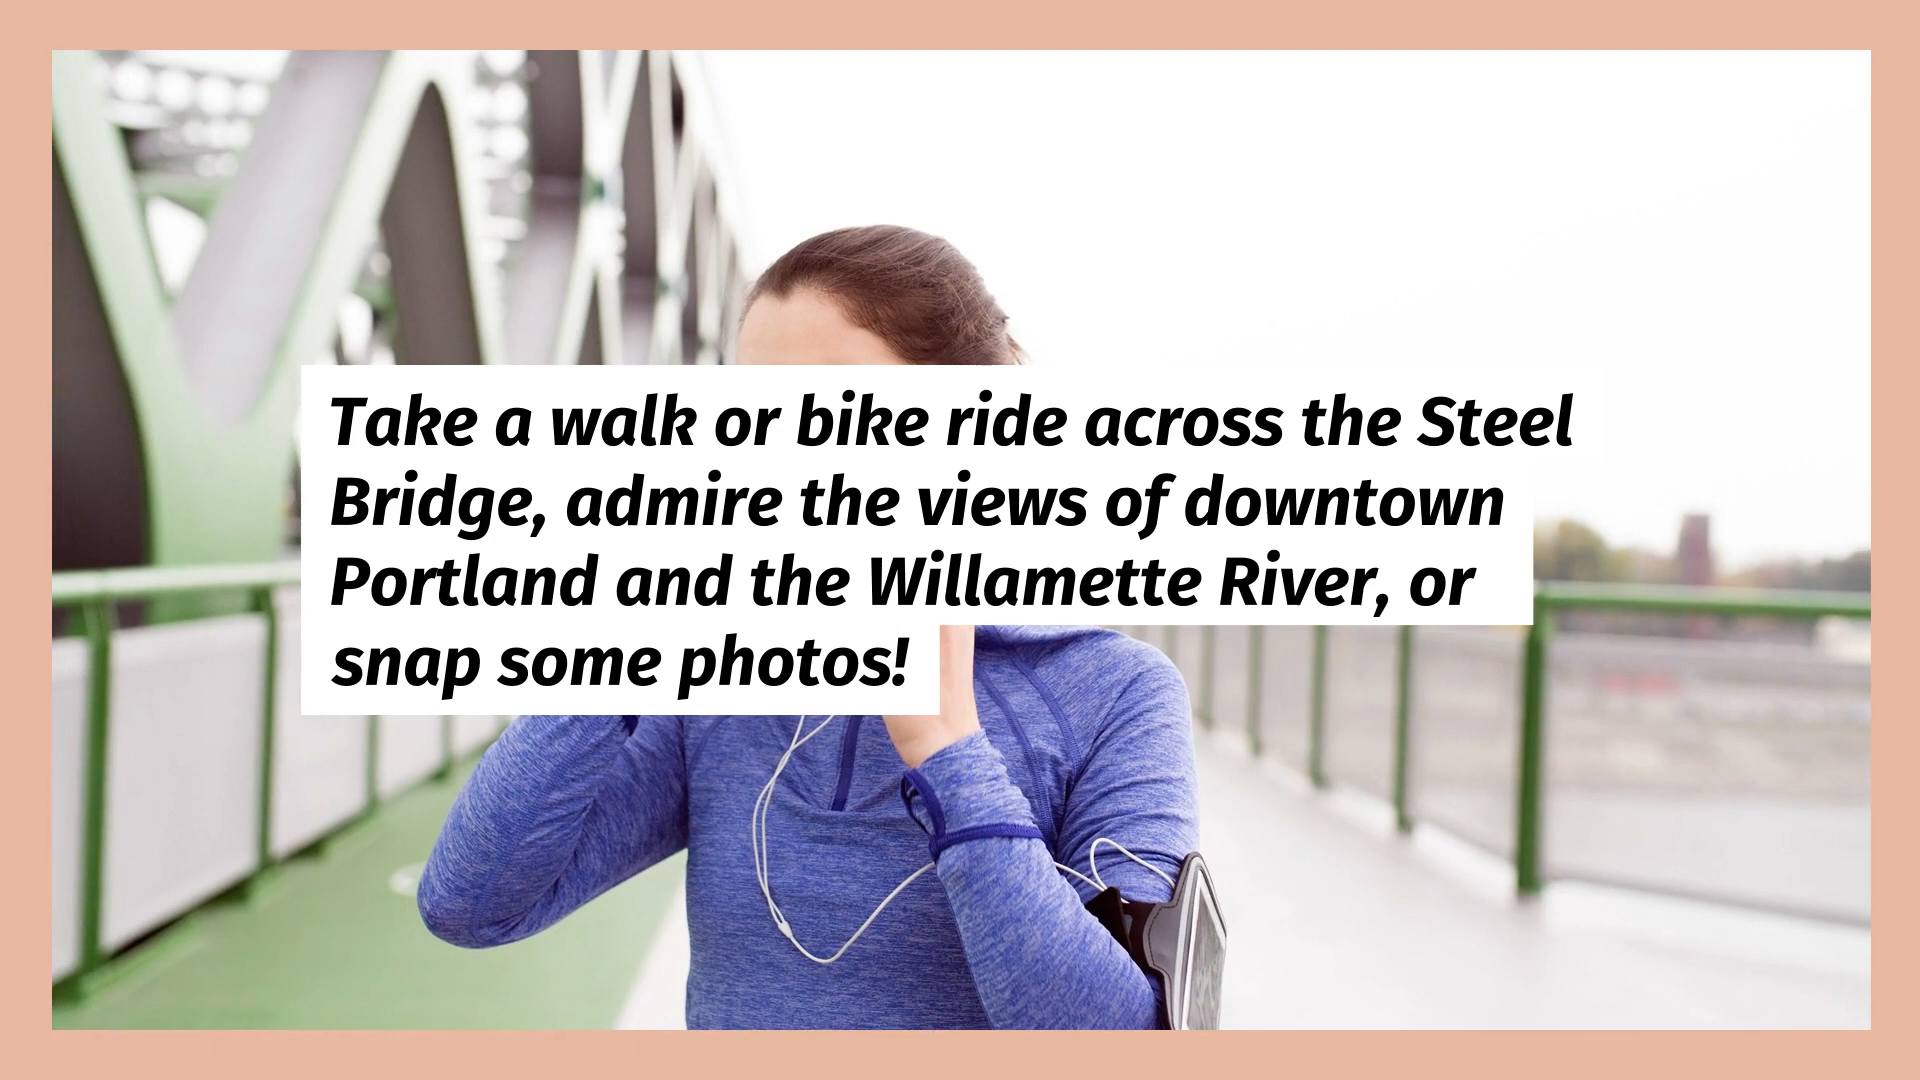 Take a walk or bike ride across the Steel
Bridge, admire the views of downtown
Portland and the Willamette River, or
snap some photos!